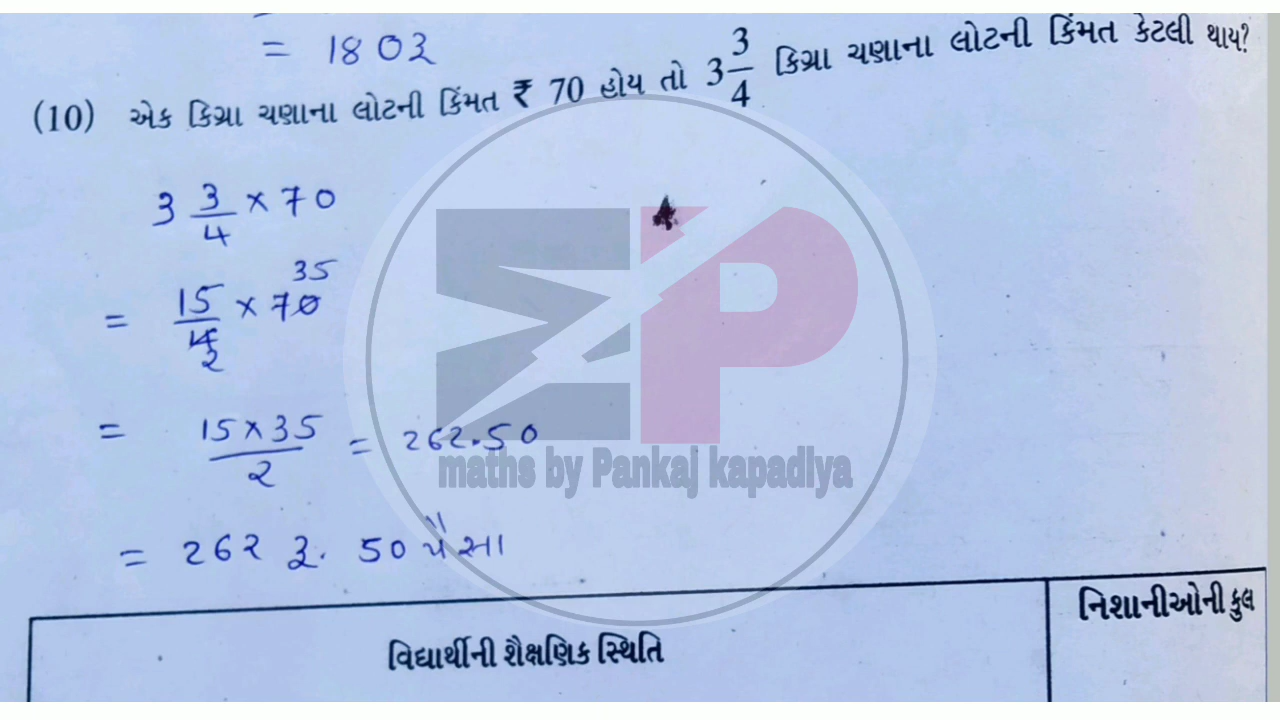 = 1803
(10) એક કિગ્રા ચણાના લોટની કિંમત ₹ 70 હોય તો 3 3/4 કિગ્રા ચણાના લોટની કિંમત કેટલી થાય?
3 3/4 × 70
= 15/4 × 70 35
2
= 15×35/2 = 262.50
maths by Pankaj kapadiya
= 262 રૂ. 50 પૈસા
નિશાનીઓની કુલ
વિદ્યાર્થીની શૈક્ષણિક સ્થિતિ